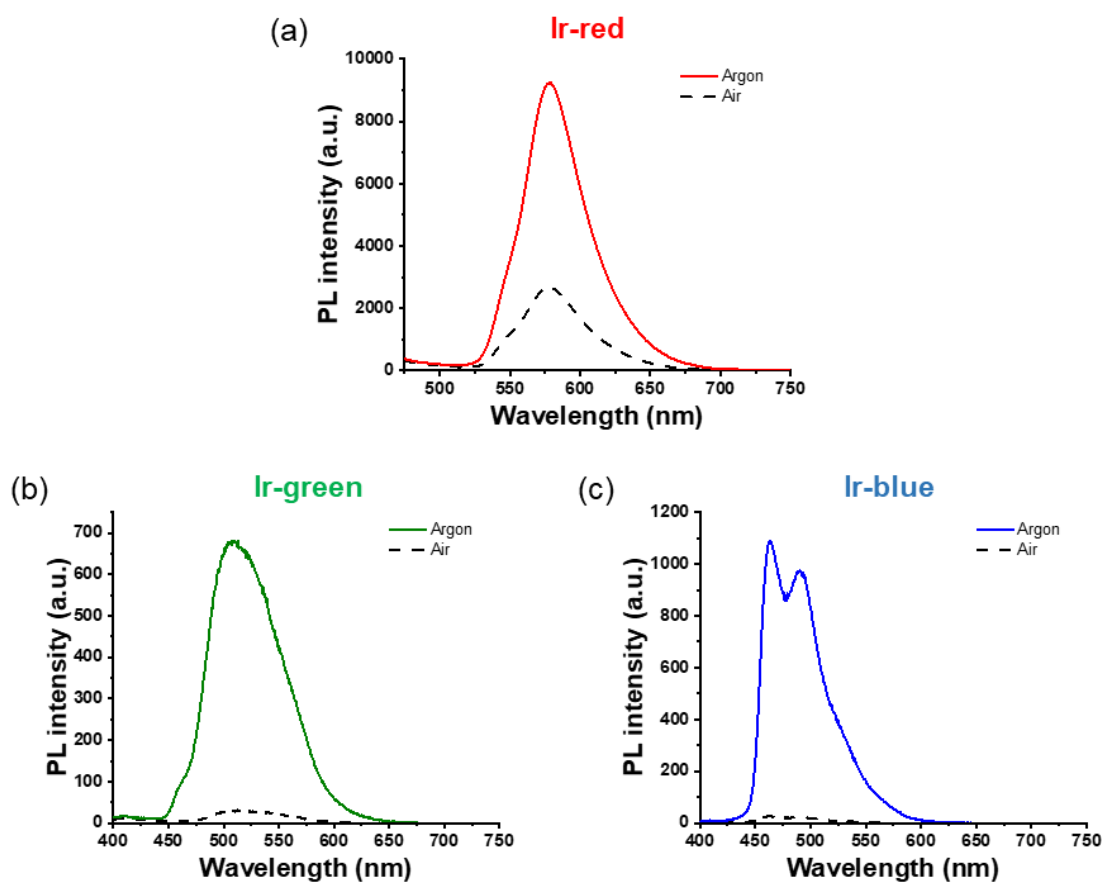 (a)
Ir-red
10000
8000
6000
4000
2000
0
PL intensity (a.u.)
500 550 600 650 700 750
Wavelength (nm)
Argon
Air
(b)
Ir-green
700
600
500
400
300
200
100
0
PL intensity (a.u.)
400 450 500 550 600 650 700 750
Wavelength (nm)
Argon
Air
(c)
Ir-blue
1200
1000
800
600
400
200
0
PL intensity (a.u.)
400 450 500 550 600 650 700 750
Wavelength (nm)
Argon
Air